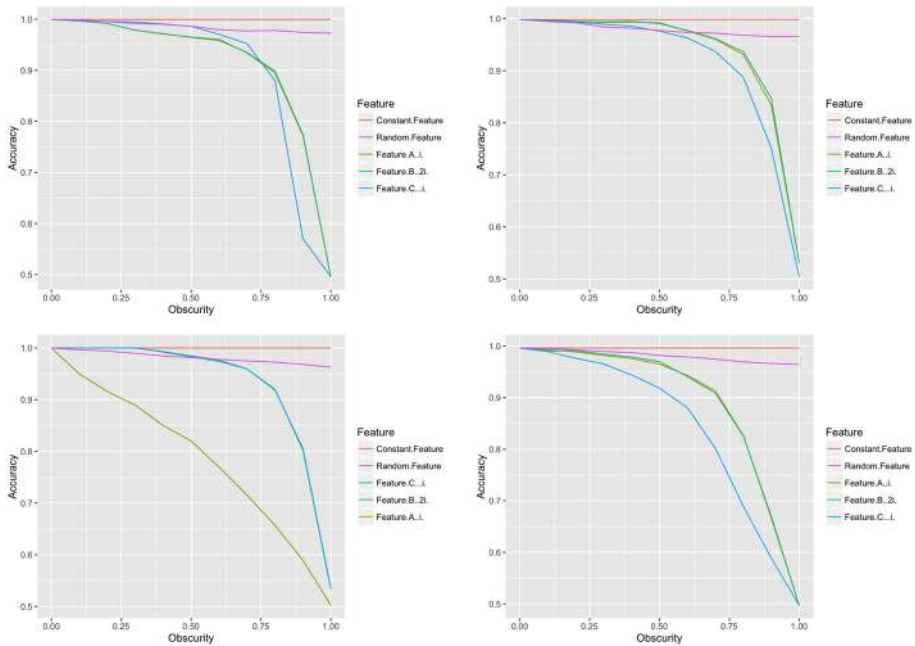 1.0
0.9
0.8
0.7
0.6
0.5
Accuracy
0.00
0.25
0.50
0.75
1.00
Obscurity
Feature
Constant.Feature
Random.Feature
Feature.A..i.
Feature.B..2i.
Feature.C...i.
1.0
0.9
0.8
0.7
0.6
0.5
Accuracy
0.00
0.25
0.50
0.75
1.00
Obscurity
Feature
Constant.Feature
Random.Feature
Feature.A..i.
Feature.B..2i.
Feature.C...i.
1.0
0.9
0.8
0.7
0.6
0.5
Accuracy
0.00
0.25
0.50
0.75
1.00
Obscurity
Feature
Constant.Feature
Random.Feature
Feature.C...i.
Feature.B..2i.
Feature.A..i.
1.0
0.9
0.8
0.7
0.6
0.5
Accuracy
0.00
0.25
0.50
0.75
1.00
Obscurity
Feature
Constant.Feature
Random.Feature
Feature.A..i.
Feature.B..2i.
Feature.C...i.